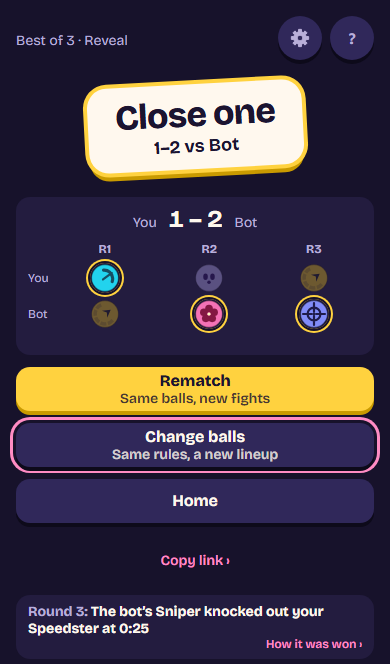 Best of 3 · Reveal
?
Close one
1–2 vs Bot
You 1 – 2 Bot
R1 R2 R3
You
Bot
Rematch
Same balls, new fights
Change balls
Same rules, a new lineup
Home
Copy link ›
Round 3: The bot's Sniper knocked out your
Speedster at 0:25
How it was won ›